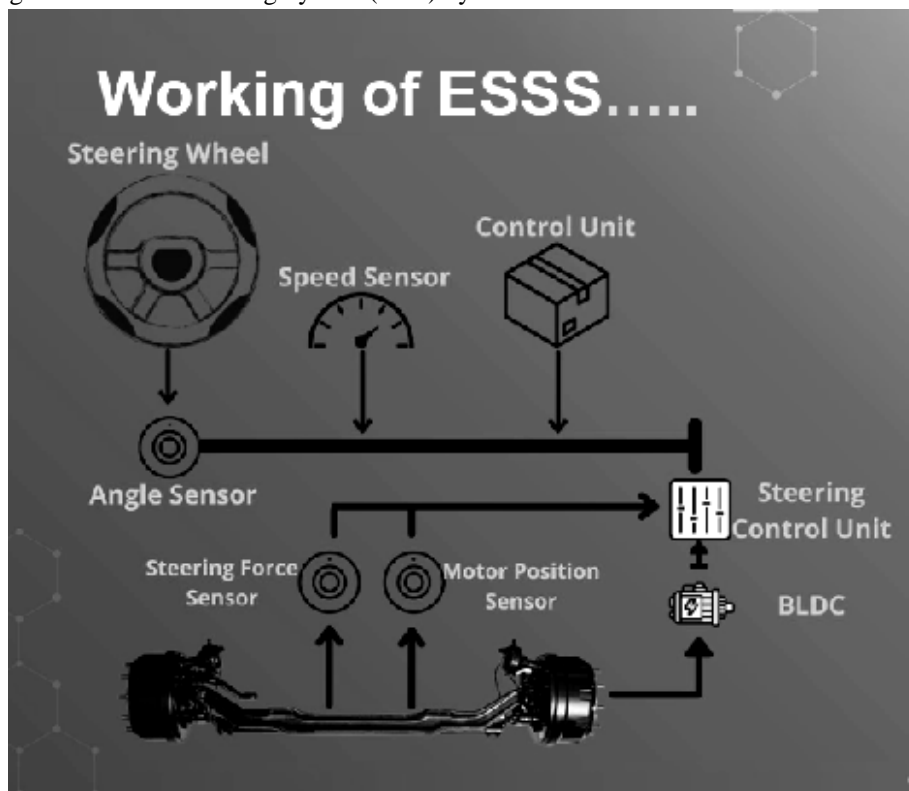 Working of ESSS.....
Steering Wheel
Control Unit
Speed Sensor
Angle Sensor
Steering
Control Unit
Steering Force
Sensor
Motor Position
Sensor
BLDC